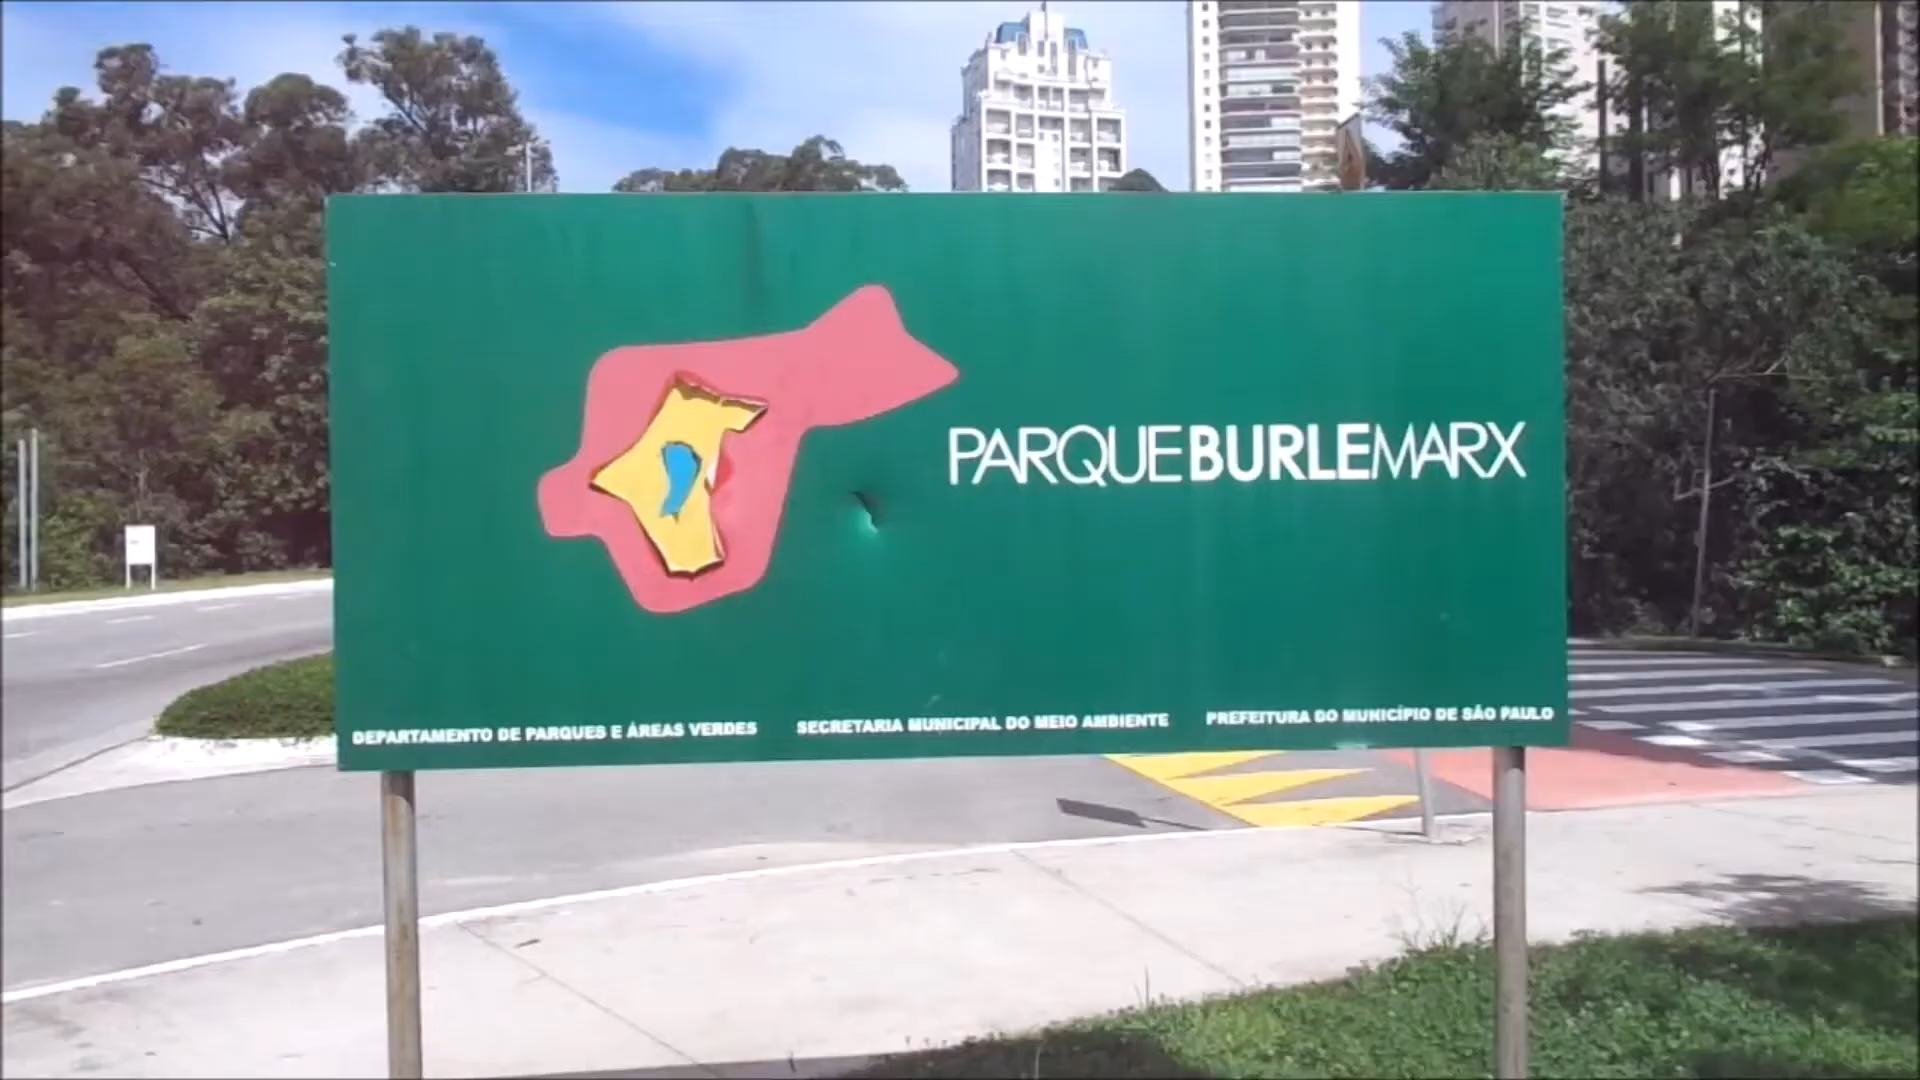 PARQUEBURLEMARX
DEPARTAMENTO DE PARQUES E ÁREAS VERDES SECRETARIA MUNICIPAL DO MEIO AMBIENTE PREFEITURA DO MUNICÍPIO DE SÃO PAULO